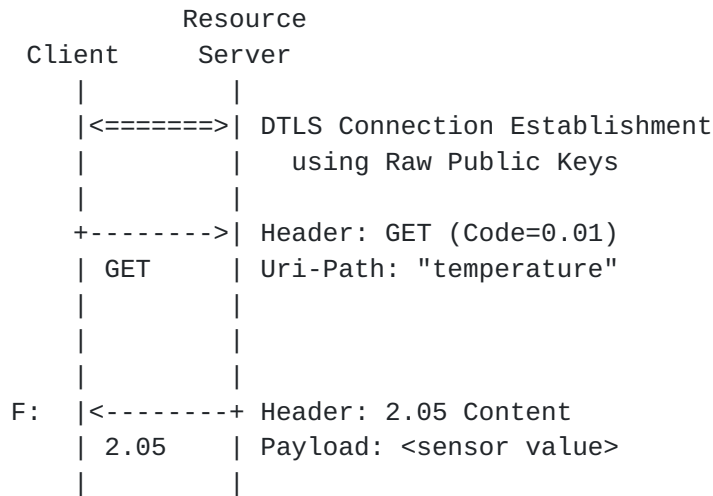 Resource
Client Server
|<=======>| DTLS Connection Establishment
| | using Raw Public Keys
+-------->| Header: GET (Code=0.01)
| GET | Uri-Path: "temperature"
F: |<--------+ Header: 2.05 Content
| 2.05 | Payload: <sensor value>